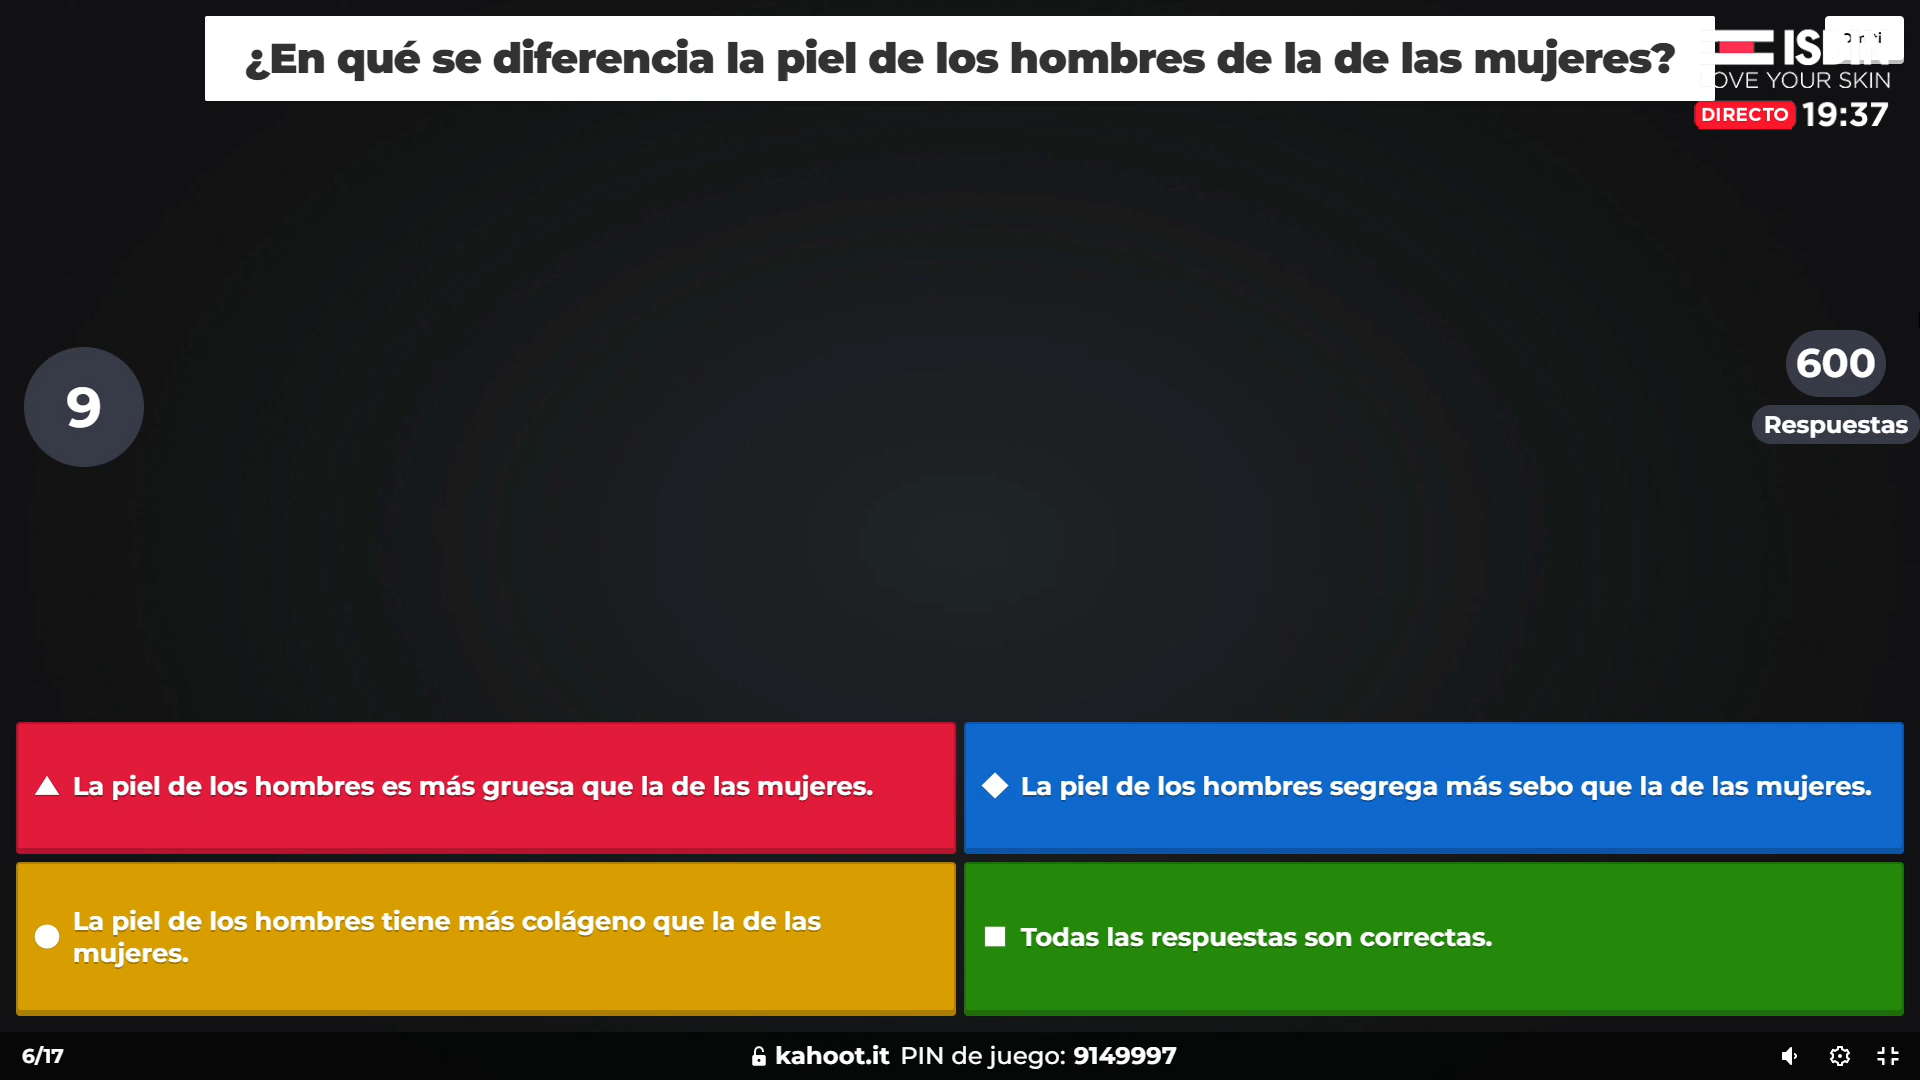 ¿En qué se diferencia la piel de los hombres de la de las mujeres?
LOVE YOUR SKIN
DIRECTO 19:37
9
600
Respuestas
La piel de los hombres es más gruesa que la de las mujeres.
La piel de los hombres segrega más sebo que la de las mujeres.
La piel de los hombres tiene más colágeno que la de las
mujeres.
Todas las respuestas son correctas.
6/17
kahoot.it PIN de juego: 9149997